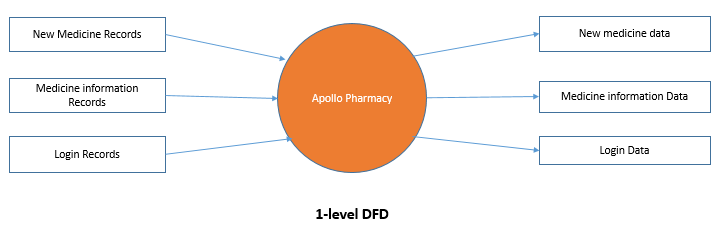 New Medicine Records
Medicine information
Records
Login Records
Apollo Pharmacy
New medicine data
Medicine information Data
Login Data
1-level DFD